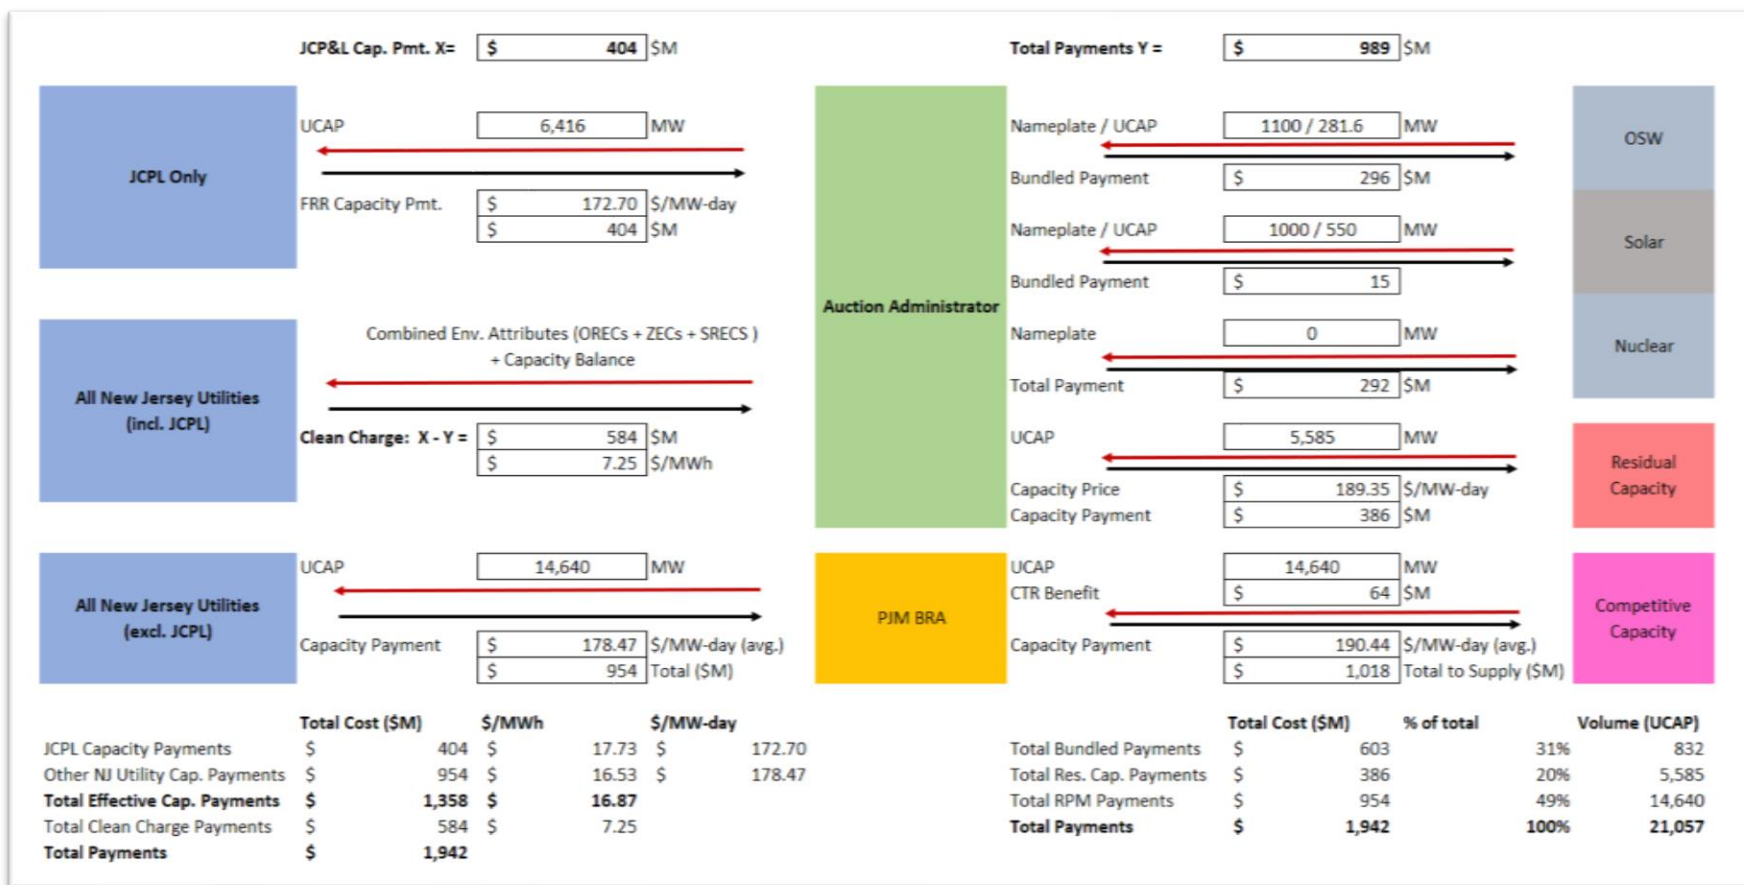 JCP&L Cap. Pmt. X= $ 404 $M
Total Payments Y = $ 989 $M
JCPL Only
UCAP 6,416 MW
FRR Capacity Pmt. $ 172.70 $/MW-day
$ 404 $M
All New Jersey Utilities
(incl. JCPL)
Combined Env. Attributes (ORECs + ZECs + SRECS )
+ Capacity Balance
Clean Charge: X - Y = $ 584 $M
$ 7.25 $/MWh
All New Jersey Utilities
(excl. JCPL)
UCAP 14,640 MW
Capacity Payment $ 178.47 $/MW-day (avg.)
$ 954 Total ($M)
Auction Administrator
PJM BRA
Nameplate / UCAP 1100 / 281.6 MW
Bundled Payment $ 296 $M
OSW
Nameplate / UCAP 1000 / 550 MW
Bundled Payment $ 15
Solar
Nameplate 0 MW
Total Payment $ 292 $M
Nuclear
UCAP 5,585 MW
Capacity Price $ 189.35 $/MW-day
Capacity Payment $ 386 $M
Residual
Capacity
UCAP 14,640 MW
CTR Benefit $ 64 $M
Capacity Payment $ 190.44 $/MW-day (avg.)
$ 1,018 Total to Supply ($M)
Competitive
Capacity
Total Cost ($M) $/MWh $/MW-day
JCPL Capacity Payments $ 404 $ 17.73 $ 172.70
Other NJ Utility Cap. Payments $ 954 $ 16.53 $ 178.47
Total Effective Cap. Payments $ 1,358 $ 16.87
Total Clean Charge Payments $ 584 $ 7.25
Total Payments $ 1,942
Total Cost ($M) % of total Volume (UCAP)
Total Bundled Payments $ 603 31% 832
Total Res. Cap. Payments $ 386 20% 5,585
Total RPM Payments $ 954 49% 14,640
Total Payments $ 1,942 100% 21,057